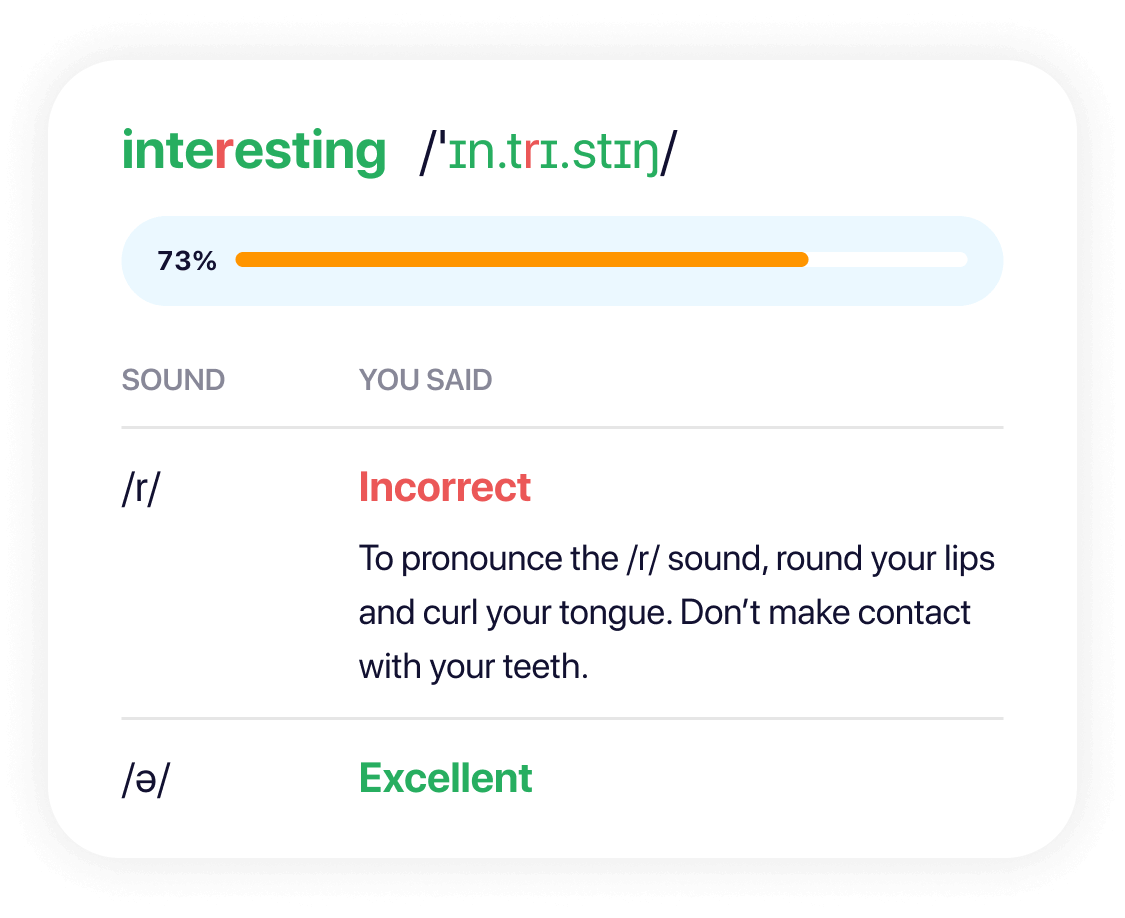 interesting /ˈɪn.trɪ.stɪŋ/
73%
SOUND YOU SAID
/r/ Incorrect
To pronounce the /r/ sound, round your lips
and curl your tongue. Don’t make contact
with your teeth.
/ə/ Excellent